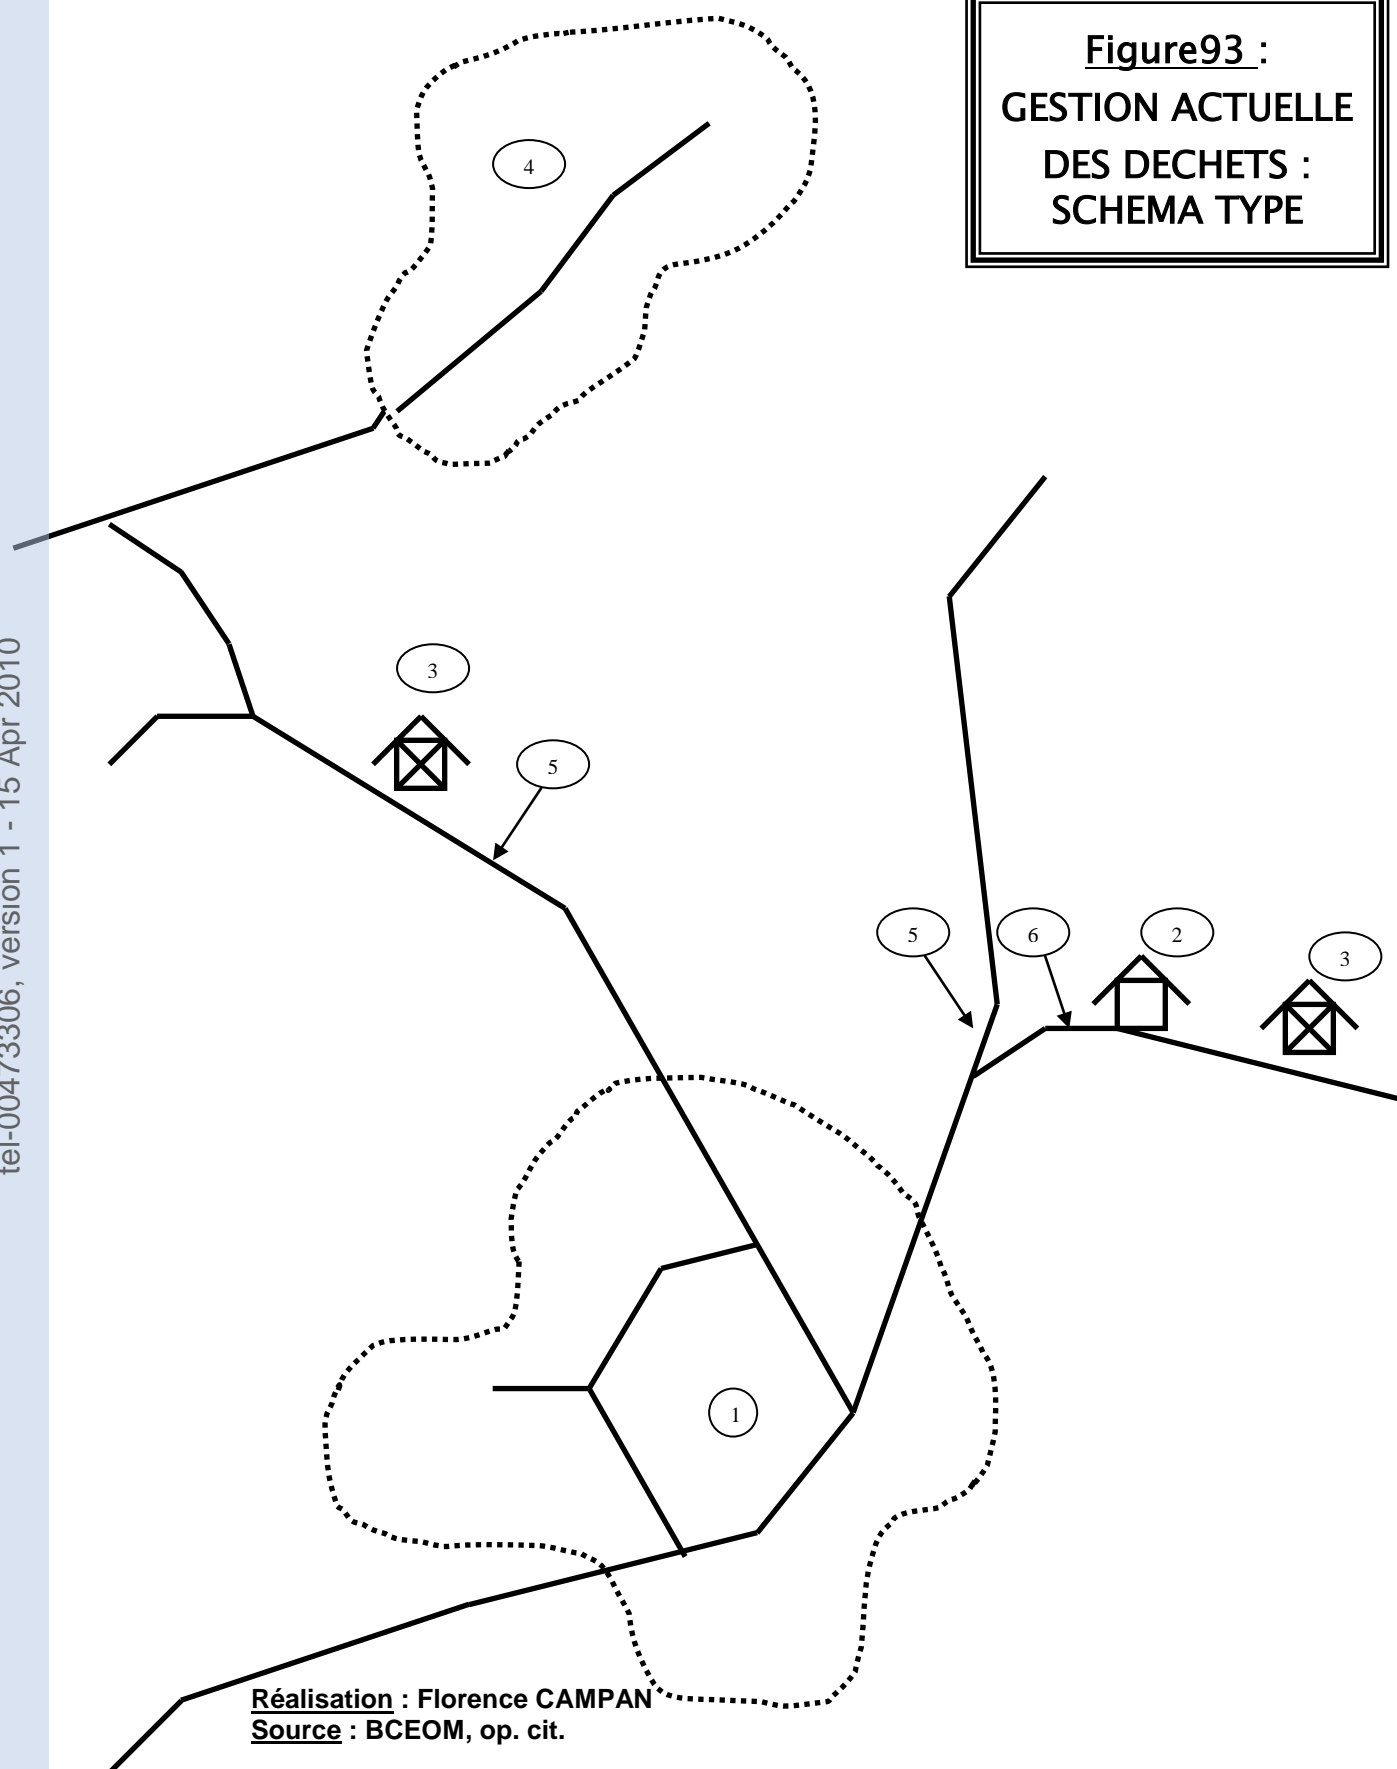 Figure93 :
GESTION ACTUELLE
DES DECHETS :
SCHEMA TYPE
4
3
5
5
6
2
3
1
Réalisation : Florence CAMPAN
Source : BCEOM, op. cit.
tel-00473306, version 1 - 15 Apr 2010